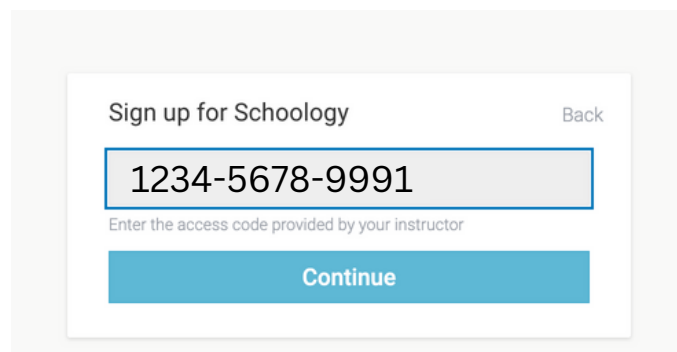 Sign up for Schoology Back
1234-5678-9991
Enter the access code provided by your instructor
Continue